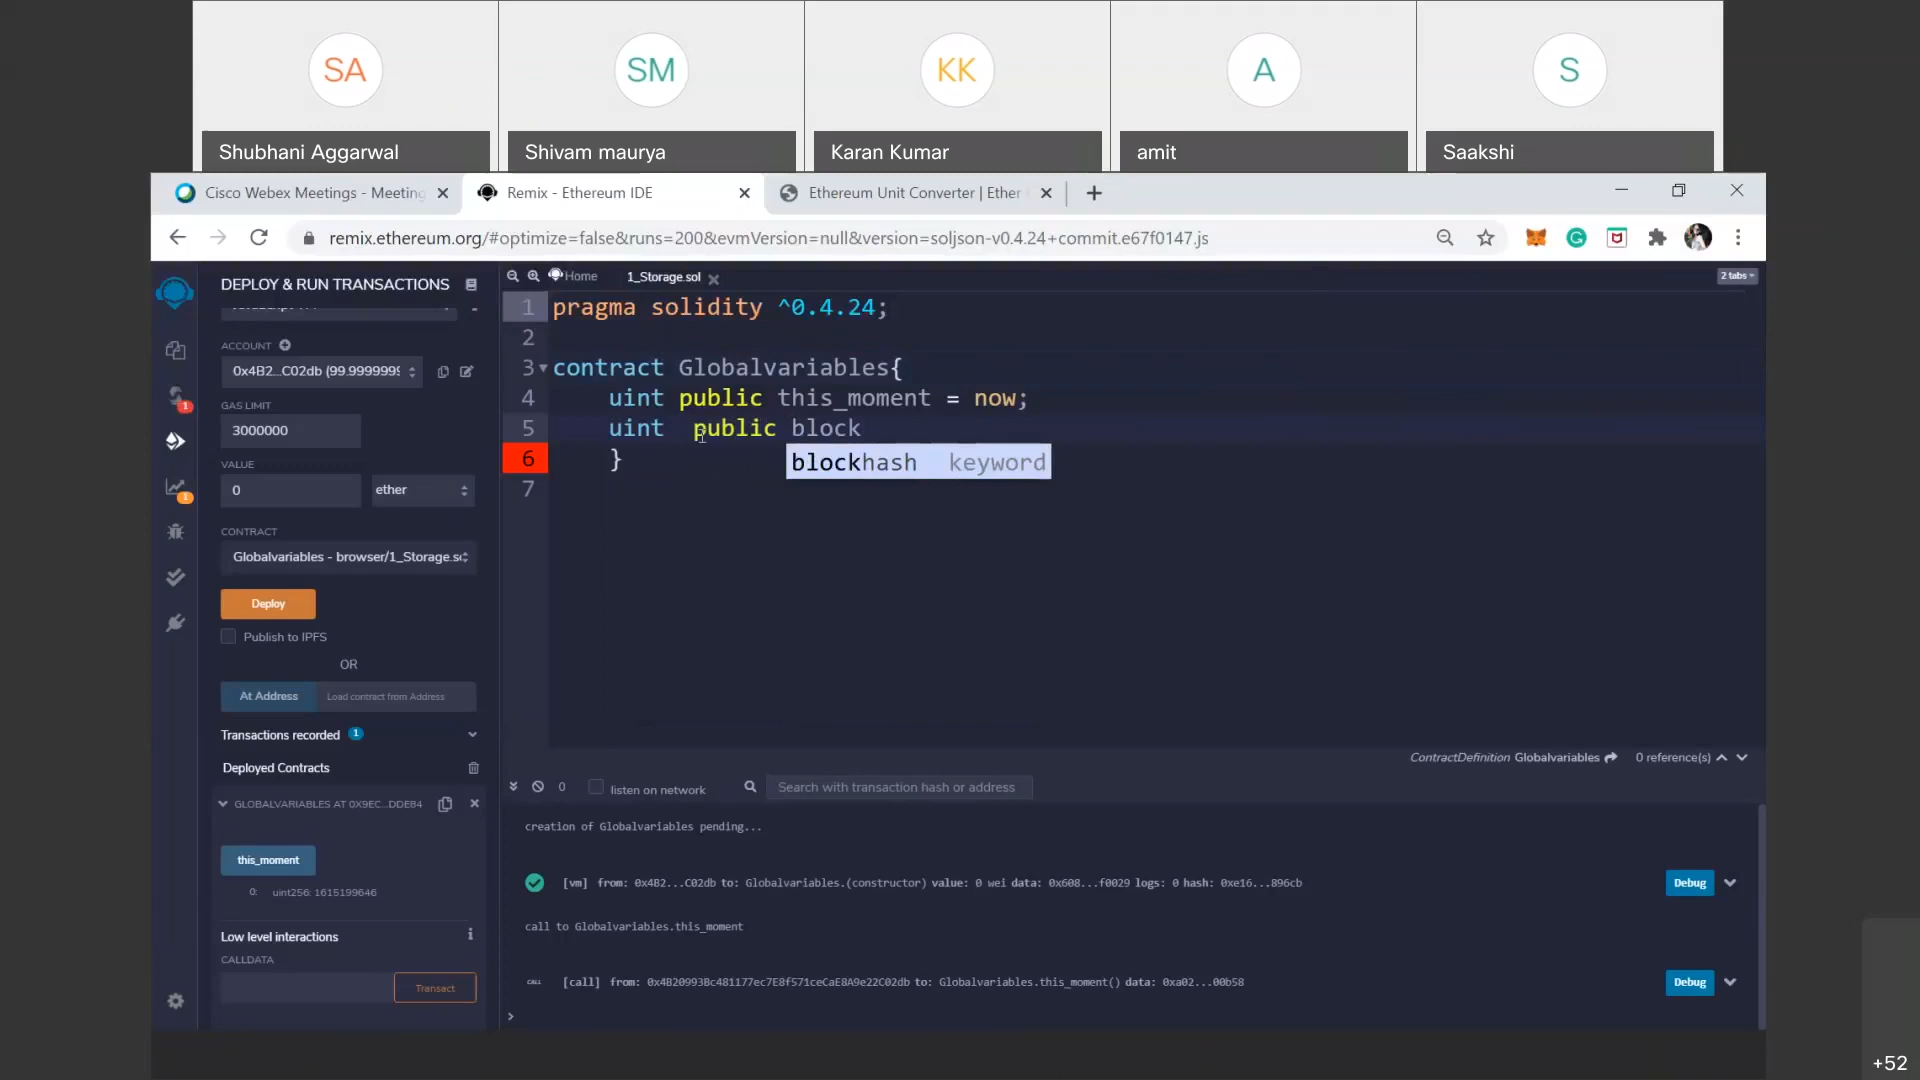 SA
SM
KK
A
S
Shubhani Aggarwal
Shivam maurya
Karan Kumar
amit
Saakshi
Cisco Webex Meetings - Meeting
Remix - Ethereum IDE
Ethereum Unit Converter | Ether
remix.ethereum.org/#optimize=false&runs=200&evmVersion=null&version=soljson-v0.4.24+commit.e67f0147.js
DEPLOY & RUN TRANSACTIONS
Home
1_Storage.sol
2 tabs
ACCOUNT
0x4B2...C02db (99.9999999
GAS LIMIT
3000000
VALUE
0
ether
CONTRACT
Globalvariables - browser/1_Storage.s
Deploy
Publish to IPFS
OR
At Address
Load contract from Address
Transactions recorded 1
Deployed Contracts
GLOBALVARIABLES AT 0X9EC...DDE84
this_moment
0: uint256: 1615199646
Low level interactions
i
CALLDATA
Transact
1
1
1 pragma solidity ^0.4.24;
2
3 contract Globalvariables{
4 uint public this_moment = now;
5 uint public block
blockhash keyword
6 }
7
ContractDefinition Globalvariables 0 reference(s)
0
listen on network
Search with transaction hash or address
creation of Globalvariables pending...
[vm] from: 0x4B2...C02db to: Globalvariables.(constructor) value: 0 wei data: 0x608...f0029 logs: 0 hash: 0xe16...896cb
Debug
call to Globalvariables.this_moment
CALL [call] from: 0x4B20993Bc481177ec7E8f571ceCaE8A9e22C02db to: Globalvariables.this_moment() data: 0xa02...00b58
Debug
>
+52